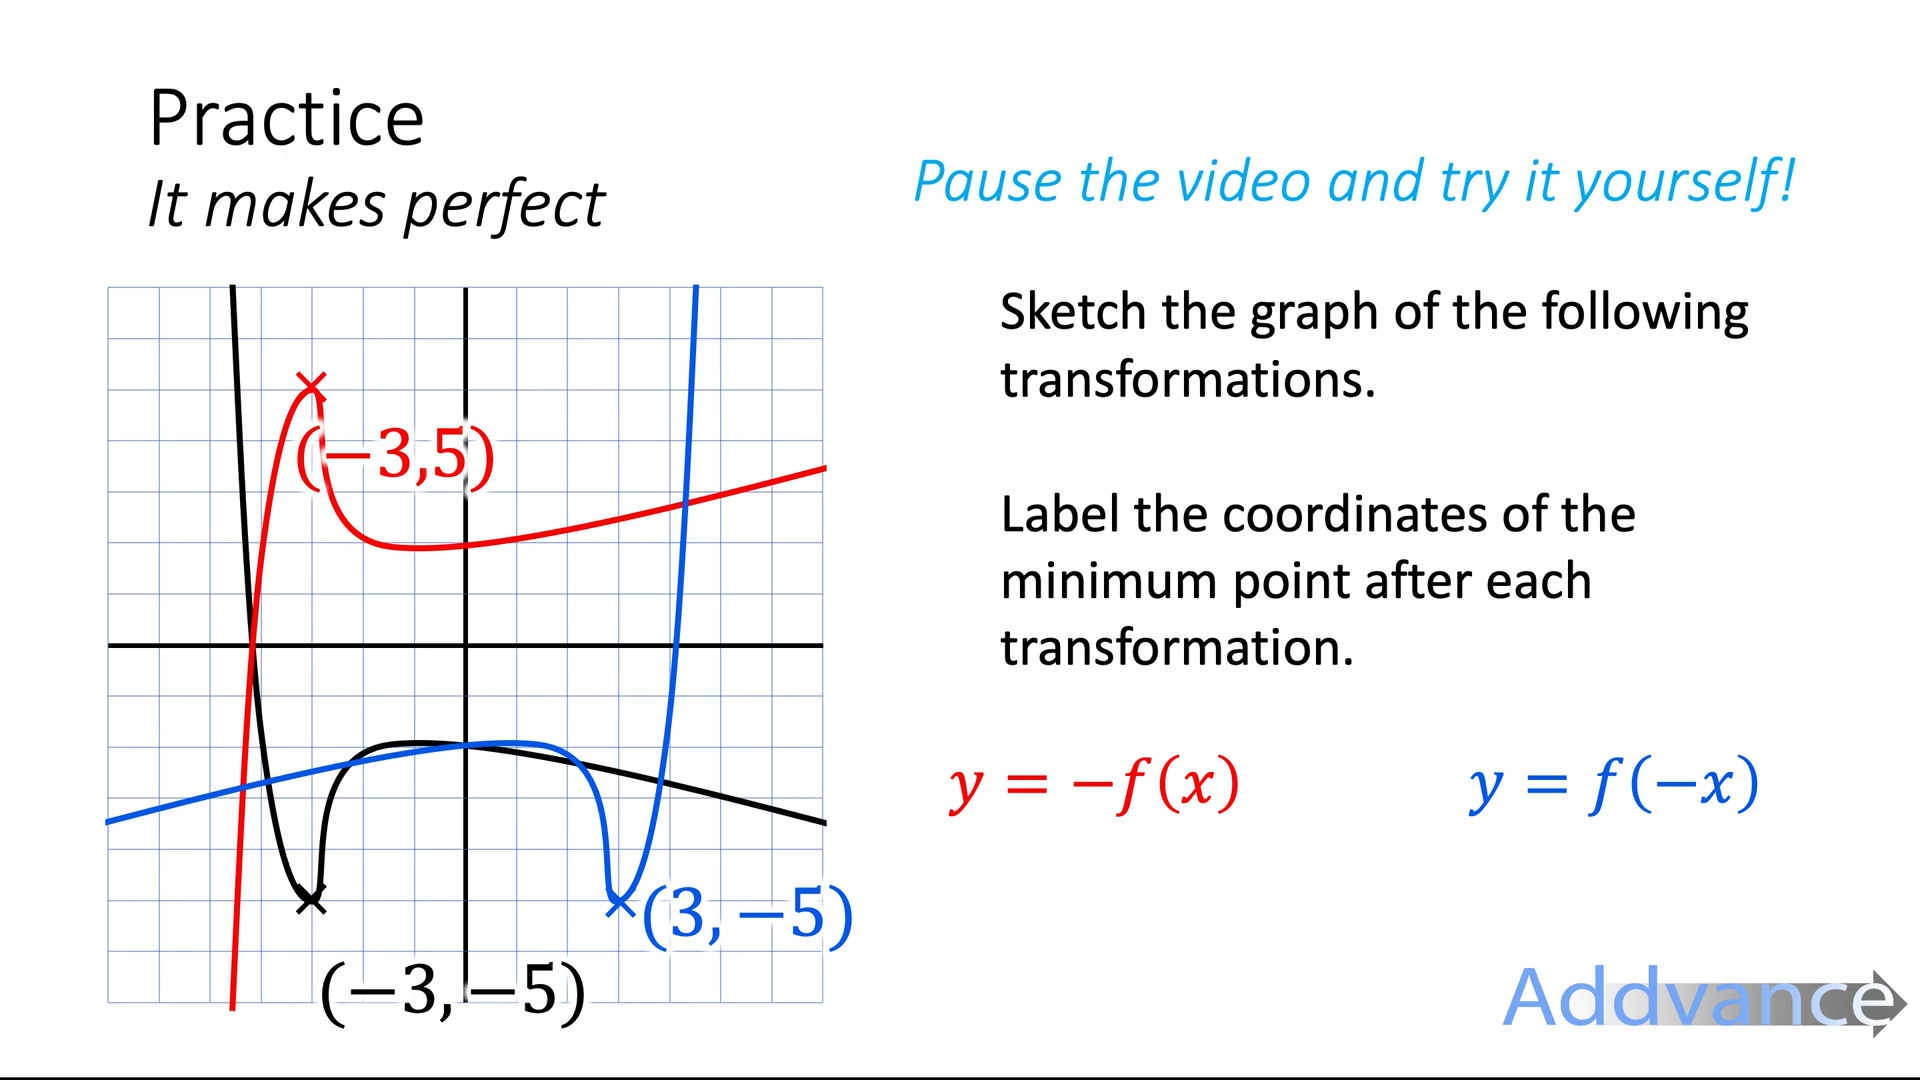 Practice
It makes perfect
Pause the video and try it yourself!
Sketch the graph of the following
transformations.
Label the coordinates of the
minimum point after each
transformation.
y = −f(x)
y = f(−x)
(−3,5)
(3, −5)
(−3, −5)
Addvance